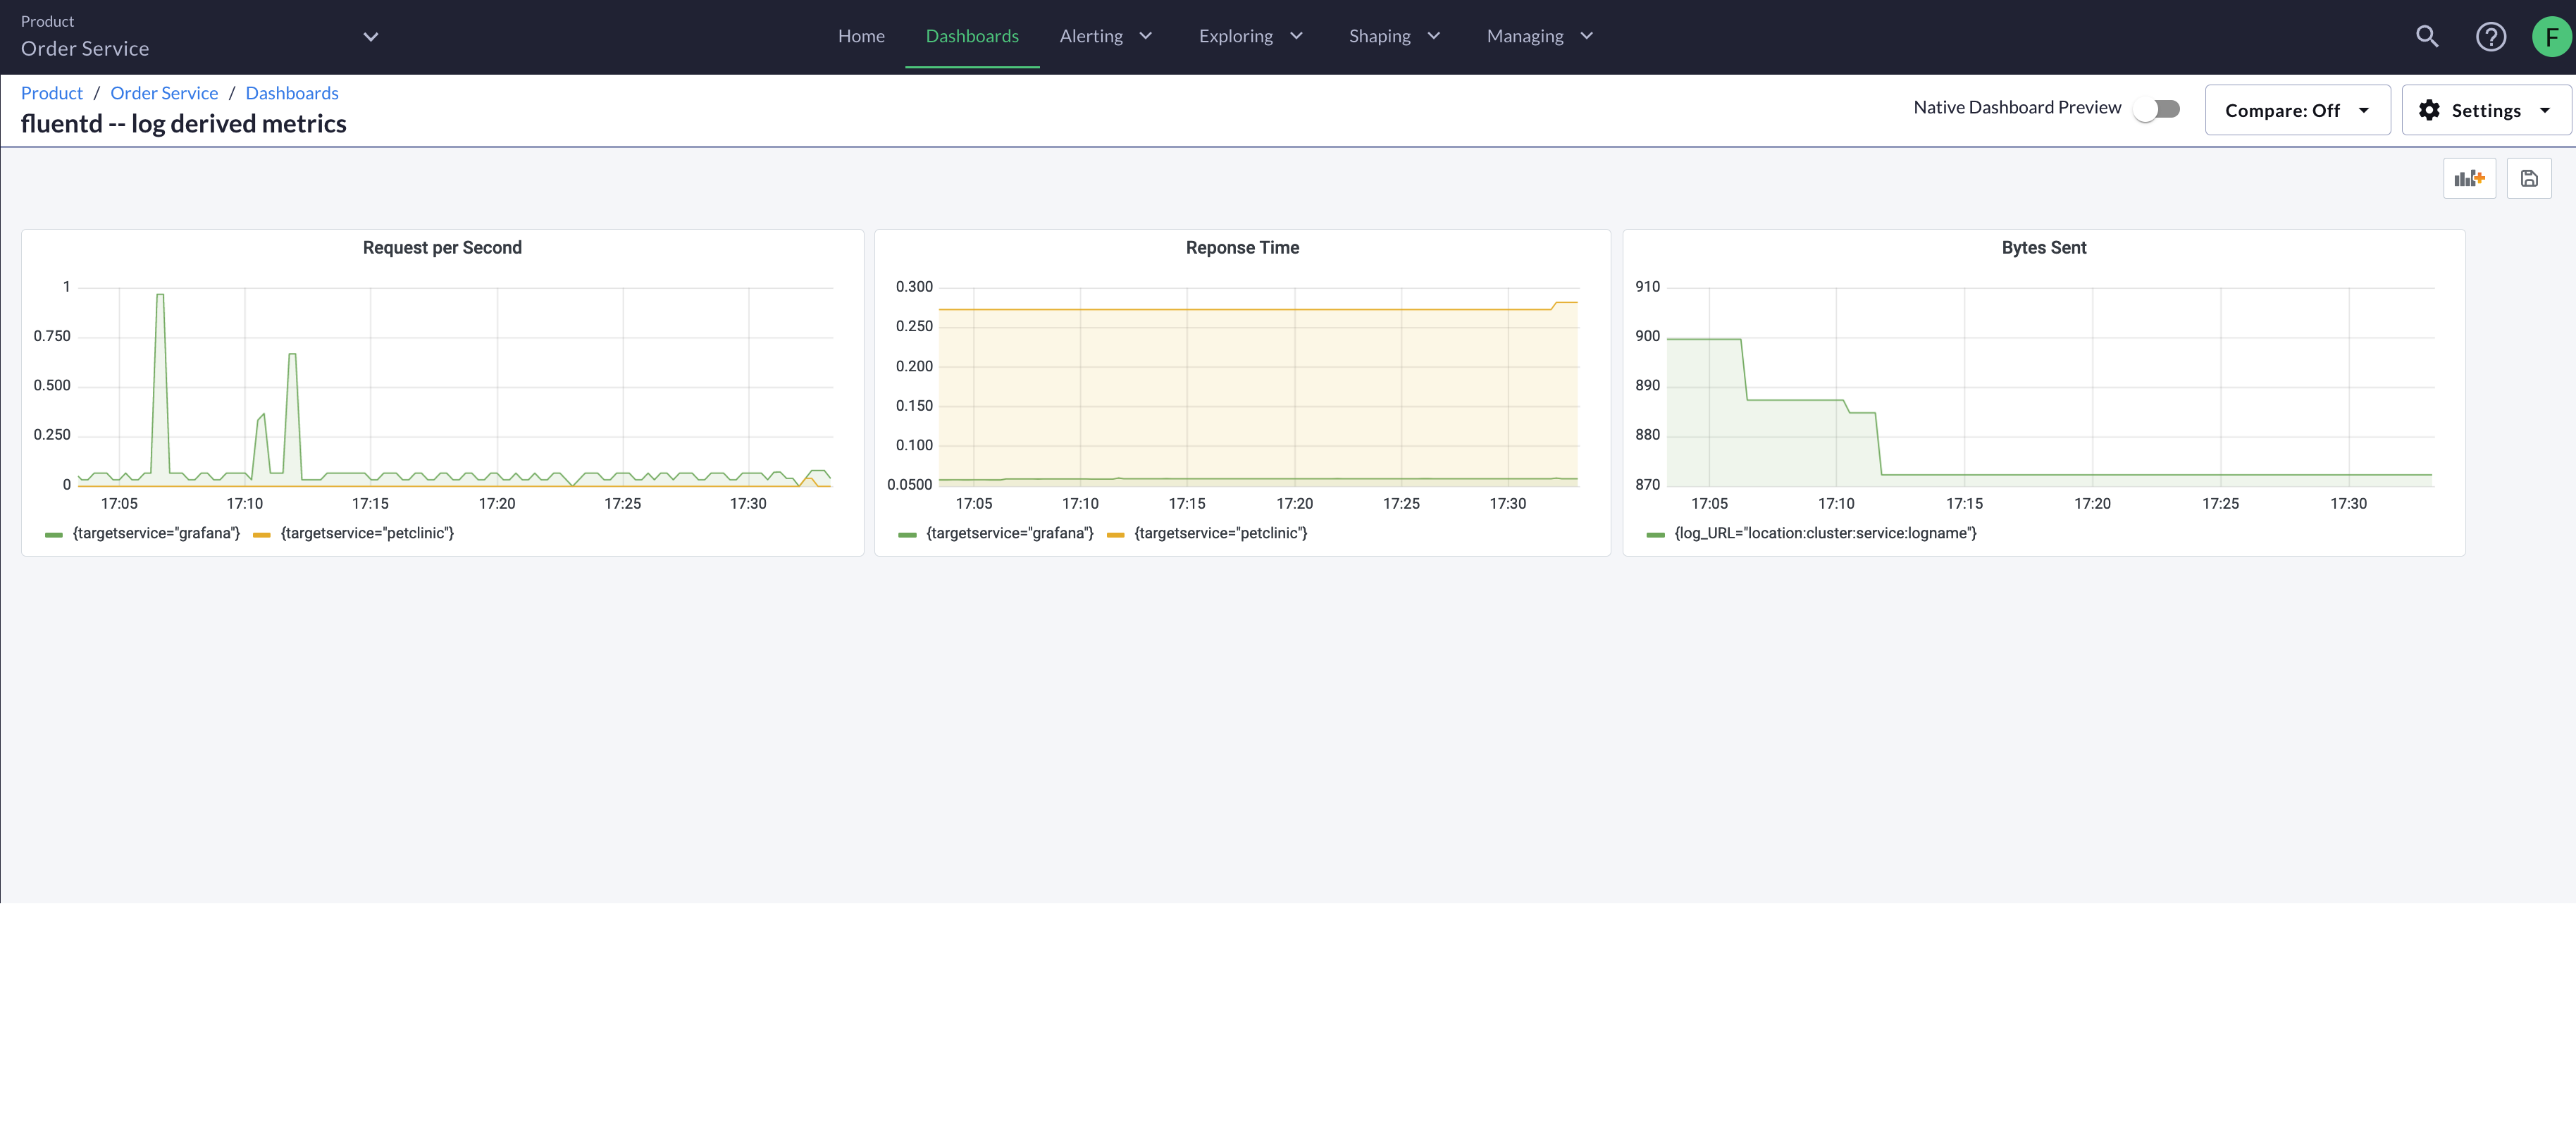 Product
Order Service
Home Dashboards Alerting Exploring Shaping Managing
F
Product / Order Service / Dashboards
fluentd -- log derived metrics
Native Dashboard Preview
Compare: Off
Settings
Request per Second
1
0.750
0.500
0.250
0
17:05 17:10 17:15 17:20 17:25 17:30
{targetservice="grafana"} {targetservice="petclinic"}
Reponse Time
0.300
0.250
0.200
0.150
0.100
0.0500
17:05 17:10 17:15 17:20 17:25 17:30
{targetservice="grafana"} {targetservice="petclinic"}
Bytes Sent
910
900
890
880
870
17:05 17:10 17:15 17:20 17:25 17:30
{log_URL="location:cluster:service:logname"}